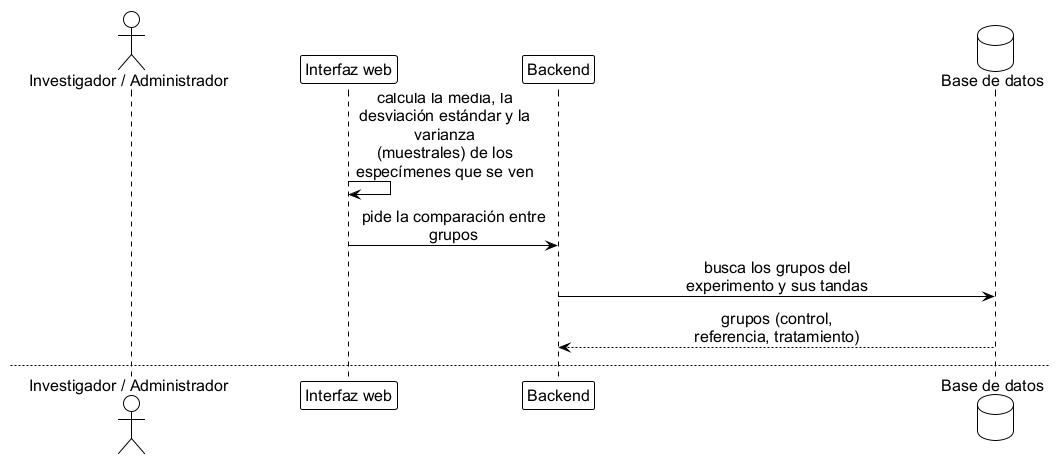 Investigador / Administrador
Interfaz web
Backend
Base de datos
calcula la media, la
desviación estándar y la
varianza
(muestrales) de los
especímenes que se ven
pide la comparación entre
grupos
busca los grupos del
experimento y sus tandas
grupos (control,
referencia, tratamiento)
Investigador / Administrador
Interfaz web
Backend
Base de datos